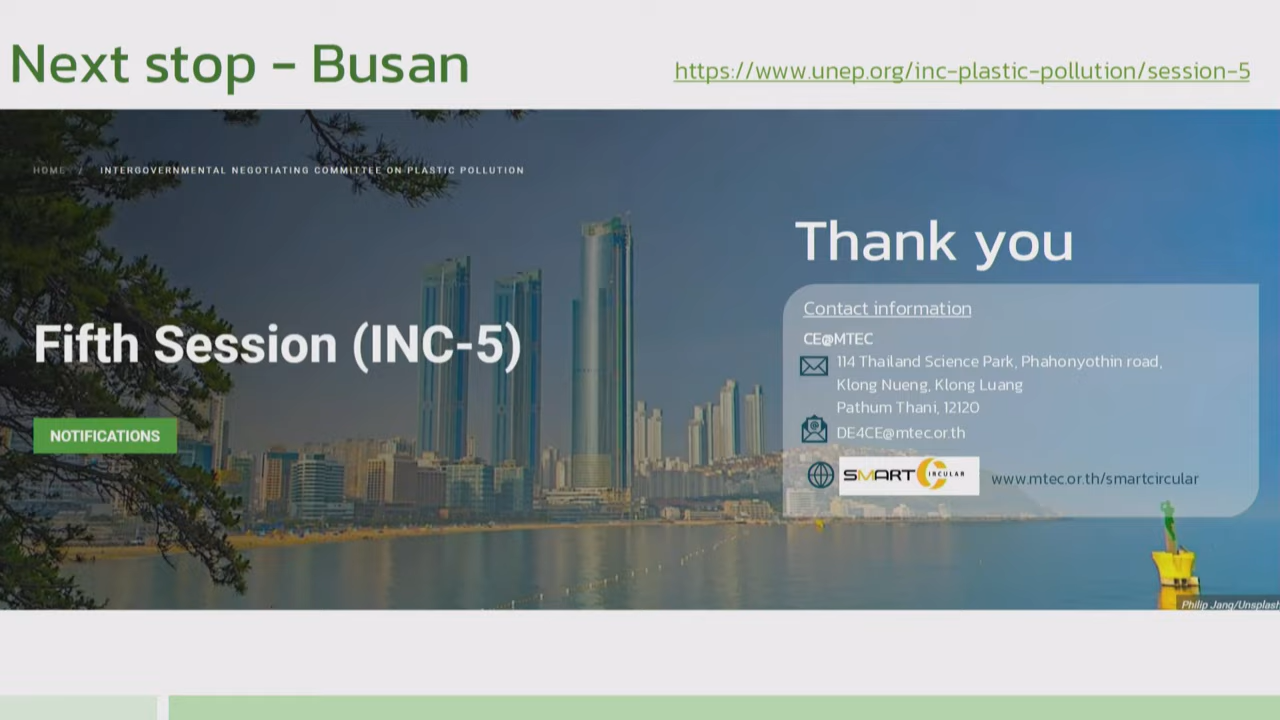 Next stop - Busan
https://www.unep.org/inc-plastic-pollution/session-5
HOME / INTERGOVERNMENTAL NEGOTIATING COMMITTEE ON PLASTIC POLLUTION
Thank you
Fifth Session (INC-5)
NOTIFICATIONS
Contact information
CE@MTEC
114 Thailand Science Park, Phahonyothin road,
Klong Nueng, Klong Luang
Pathum Thani, 12120
DE4CE@mtec.or.th
SMART CIRCULAR
www.mtec.or.th/smartcircular
Philip Jang/Unsplash